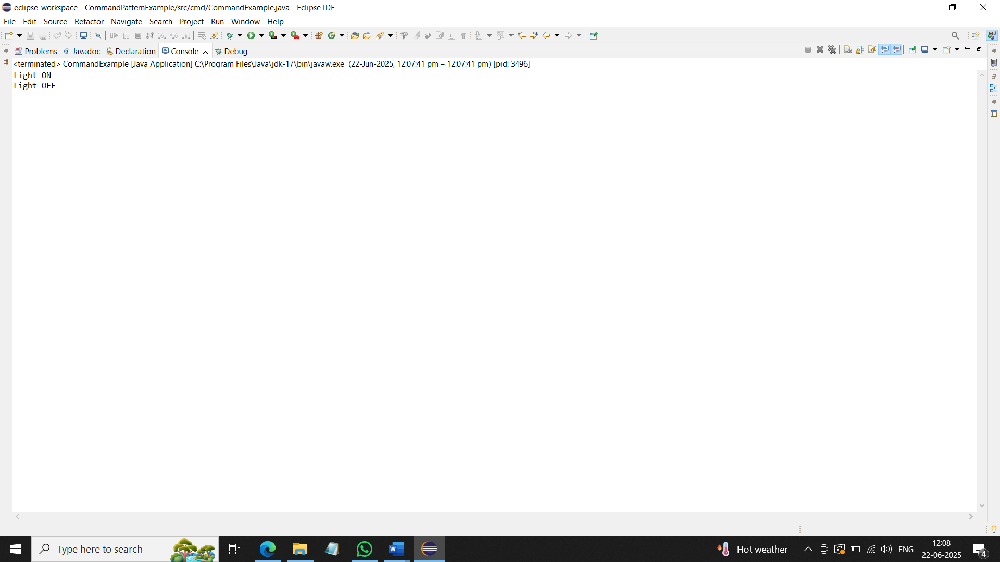 eclipse-workspace - CommandPatternExample/src/cmd/CommandExample.java - Eclipse IDE
File Edit Source Refactor Navigate Search Project Run Window Help
Problems @ Javadoc Declaration Console Debug
<terminated> CommandExample [Java Application] C:\Program Files\Java\jdk-17\bin\javaw.exe (22-Jun-2025, 12:07:41 pm – 12:07:41 pm) [pid: 3496]
Light ON
Light OFF
Type here to search
W
Hot weather
ENG
12:08
22-06-2025
4